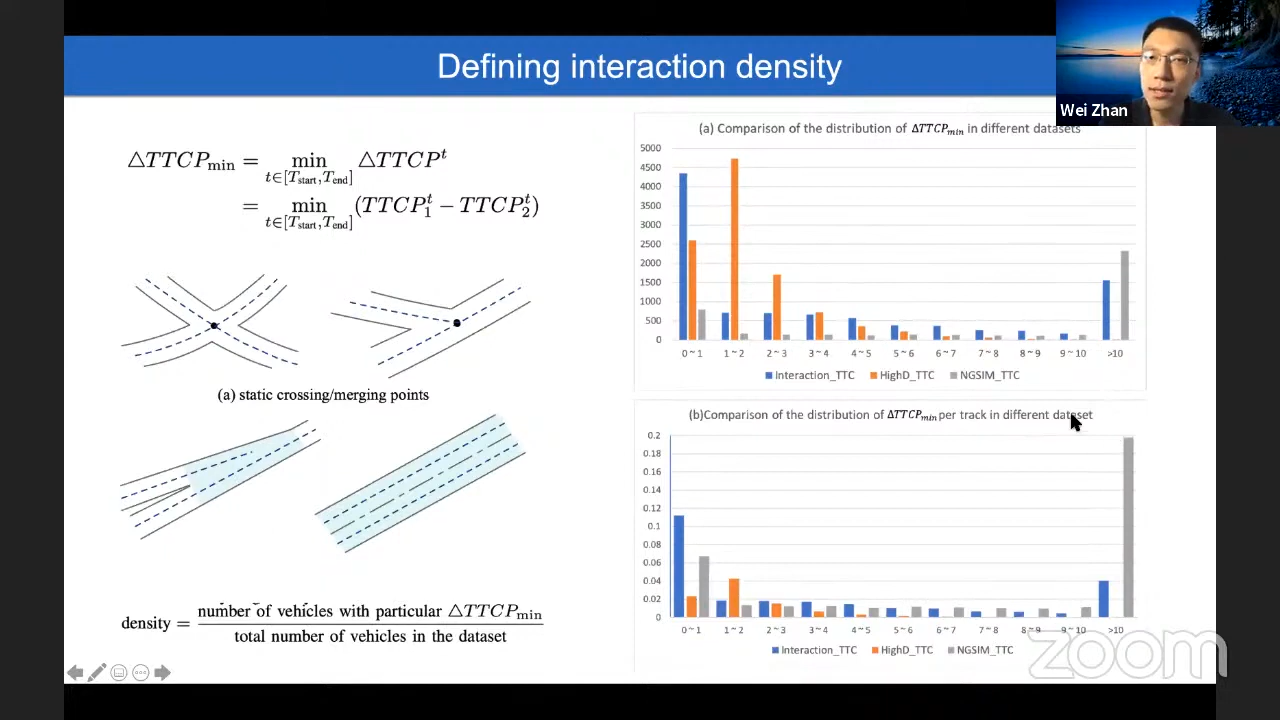 Defining interaction density
Wei Zhan
△TTCP_min = min_{t∈[T_start,T_end]} △TTCP^t
= min_{t∈[T_start,T_end]} (TTCP_1^t − TTCP_2^t)
(a) static crossing/merging points
density = number of vehicles with particular △TTCP_min / total number of vehicles in the dataset
(a) Comparison of the distribution of ΔTTCP_min in different datasets
5000
4500
4000
3500
3000
2500
2000
1500
1000
500
0
0 ~ 1 1 ~ 2 2 ~ 3 3 ~ 4 4 ~ 5 5 ~ 6 6 ~ 7 7 ~ 8 8 ~ 9 9 ~ 10 >10
Interaction_TTC HighD_TTC NGSIM_TTC
(b)Comparison of the distribution of ΔTTCP_min per track in different dataset
0.2
0.18
0.16
0.14
0.12
0.1
0.08
0.06
0.04
0.02
0
0 ~ 1 1 ~ 2 2 ~ 3 3 ~ 4 4 ~ 5 5 ~ 6 6 ~ 7 7 ~ 8 8 ~ 9 9 ~ 10 >10
Interaction_TTC HighD_TTC NGSIM_TTC
zoom